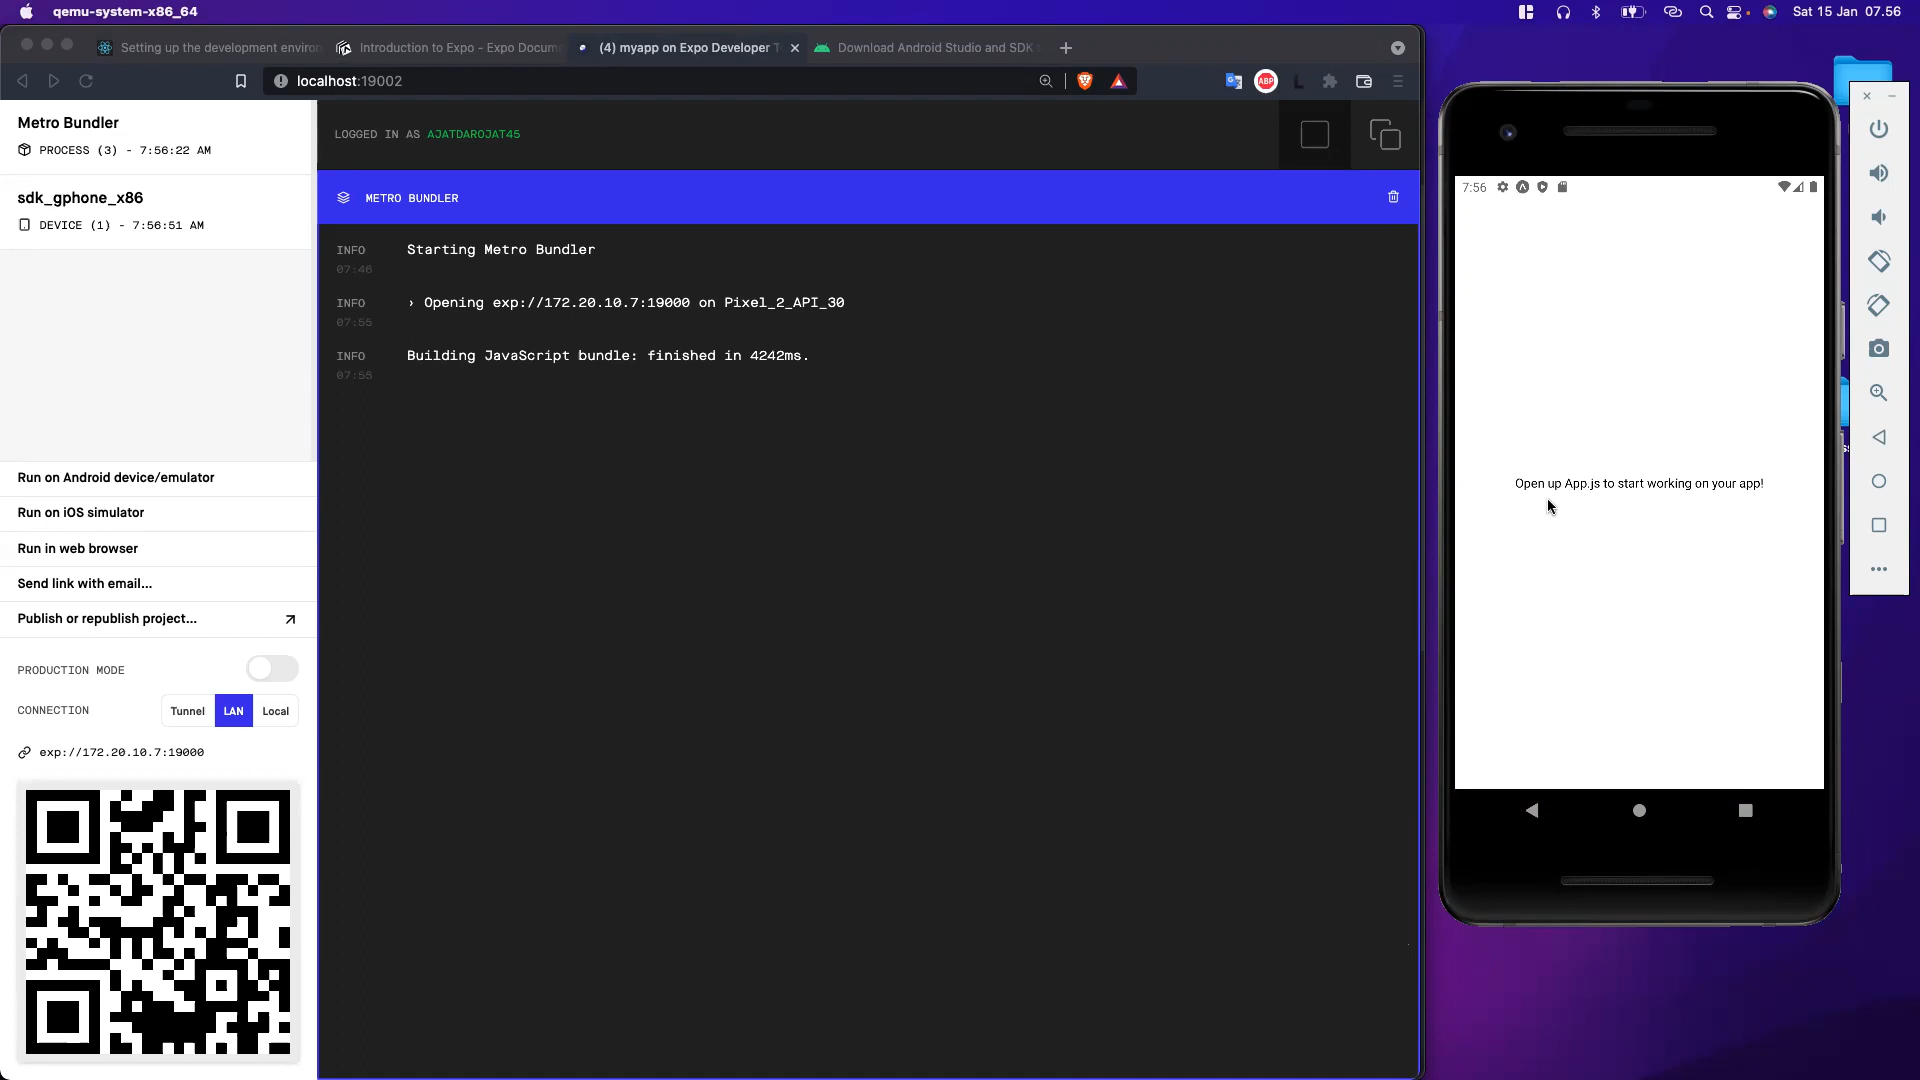 qemu-system-x86_64
Sat 15 Jan 07.56
Setting up the development environ
Introduction to Expo - Expo Docum
(4) myapp on Expo Developer T
Download Android Studio and SDK
localhost:19002
ABP
Metro Bundler
PROCESS (3) - 7:56:22 AM
sdk_gphone_x86
DEVICE (1) - 7:56:51 AM
LOGGED IN AS AJATDAROJAT45
METRO BUNDLER
INFO Starting Metro Bundler
07:46
INFO › Opening exp://172.20.10.7:19000 on Pixel_2_API_30
07:55
INFO Building JavaScript bundle: finished in 4242ms.
07:55
Run on Android device/emulator
Run on iOS simulator
Run in web browser
Send link with email...
Publish or republish project...
PRODUCTION MODE
CONNECTION Tunnel LAN Local
exp://172.20.10.7:19000
7:56
Open up App.js to start working on your app!